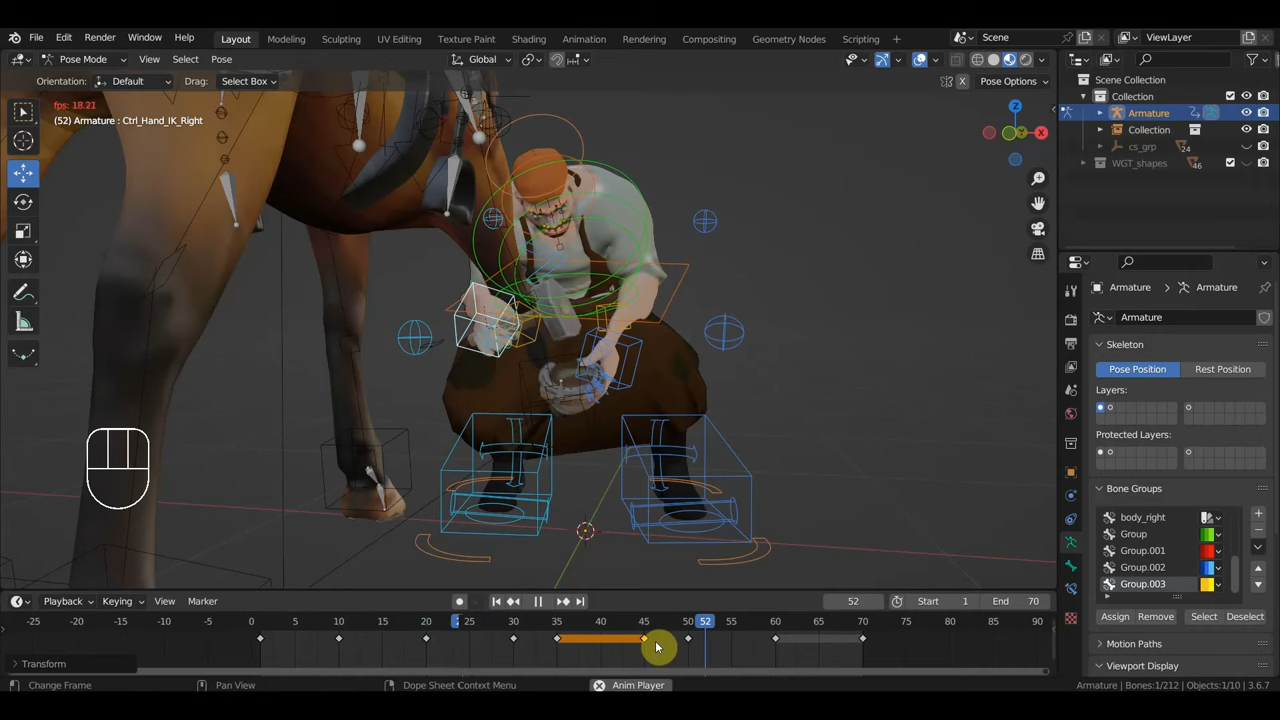 File Edit Render Window Help Layout Modeling Sculpting UV Editing Texture Paint Shading Animation Rendering Compositing Geometry Nodes Scripting + Scene ViewLayer
Pose Mode View Select Pose Global
Orientation: Default Drag: Select Box X Pose Options
fps: 18.21
(52) Armature : Ctrl_Hand_IK_Right
Z
X
Scene Collection
Collection
Armature
Collection
cs_grp 24
WGT_shapes 46
Armature > Armature
Armature
Skeleton
Pose Position Rest Position
Layers:
Protected Layers:
Bone Groups
body_right
Group
Group.001
Group.002
Group.003
Assign Remove Select Deselect
Motion Paths
Viewport Display
Playback Keying View Marker 52 Start 1 End 70
-25 -20 -15 -10 -5 0 5 10 15 20 25 30 35 40 45 50 52 55 60 65 70 75 80 85 90
Transform
Change Frame Pan View Dope Sheet Context Menu Anim Player Armature | Bones:1/212 | Objects:1/10 | 3.6.7